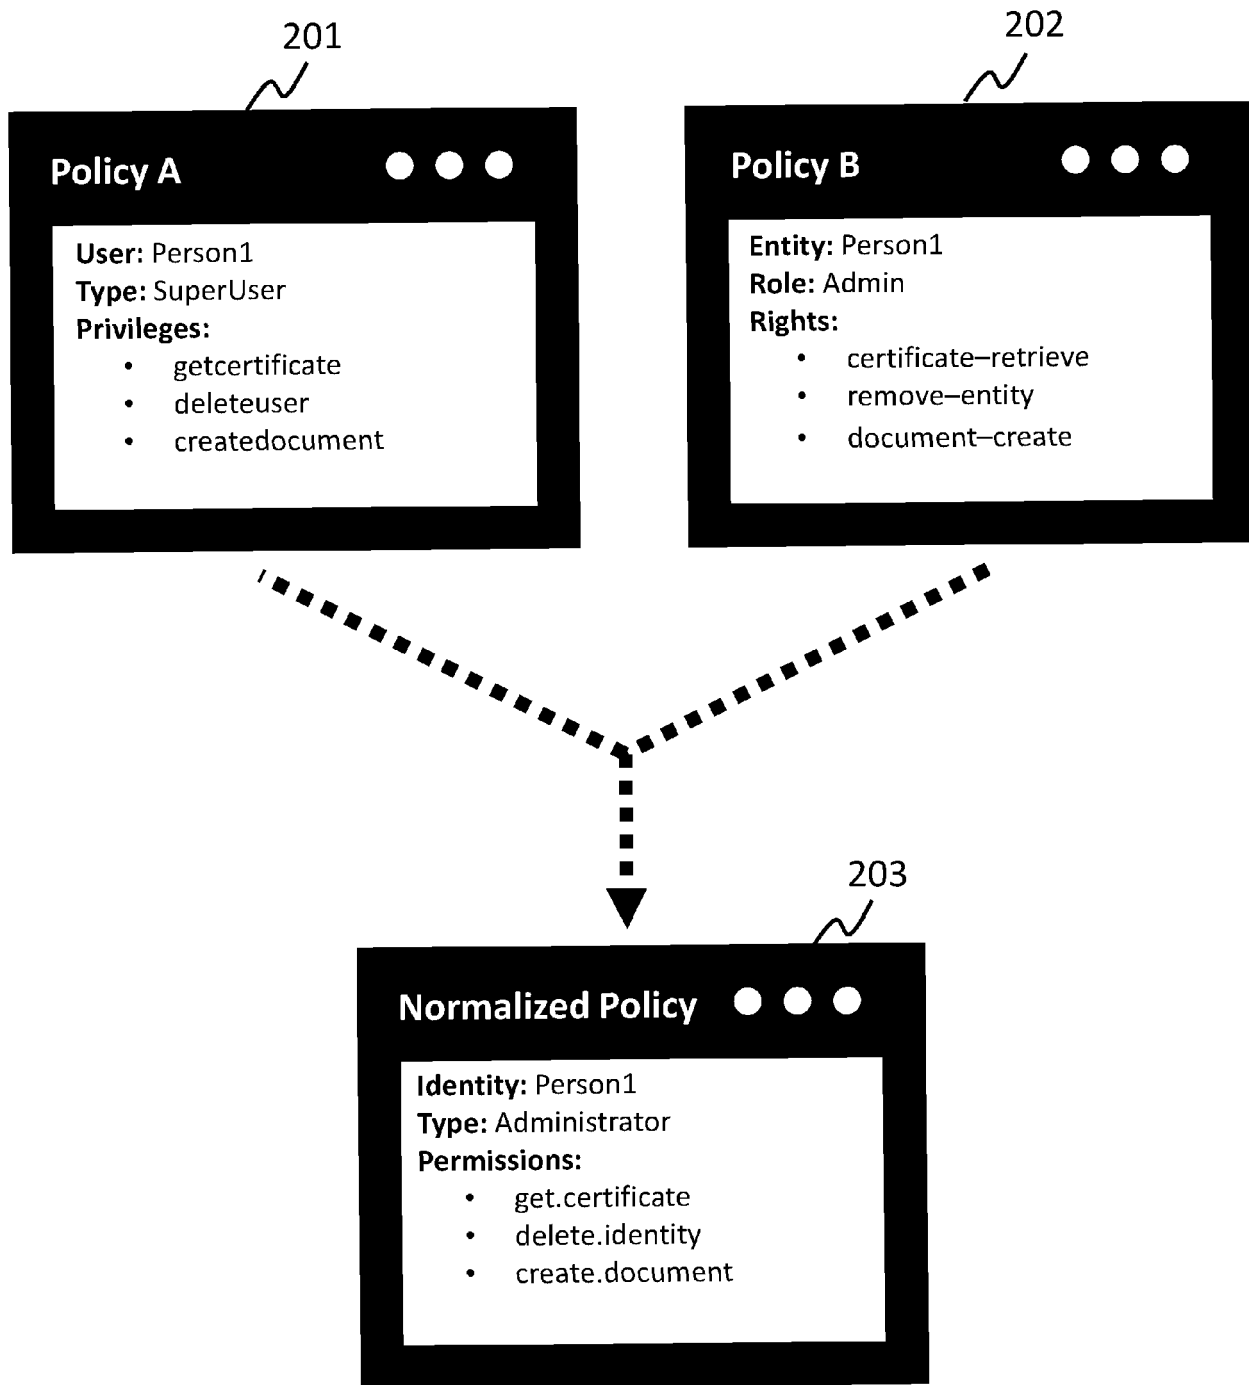 201
Policy A
User: Person1
Type: SuperUser
Privileges:
• getcertificate
• deleteuser
• createdocument
202
Policy B
Entity: Person1
Role: Admin
Rights:
• certificate–retrieve
• remove–entity
• document–create
203
Normalized Policy
Identity: Person1
Type: Administrator
Permissions:
• get.certificate
• delete.identity
• create.document